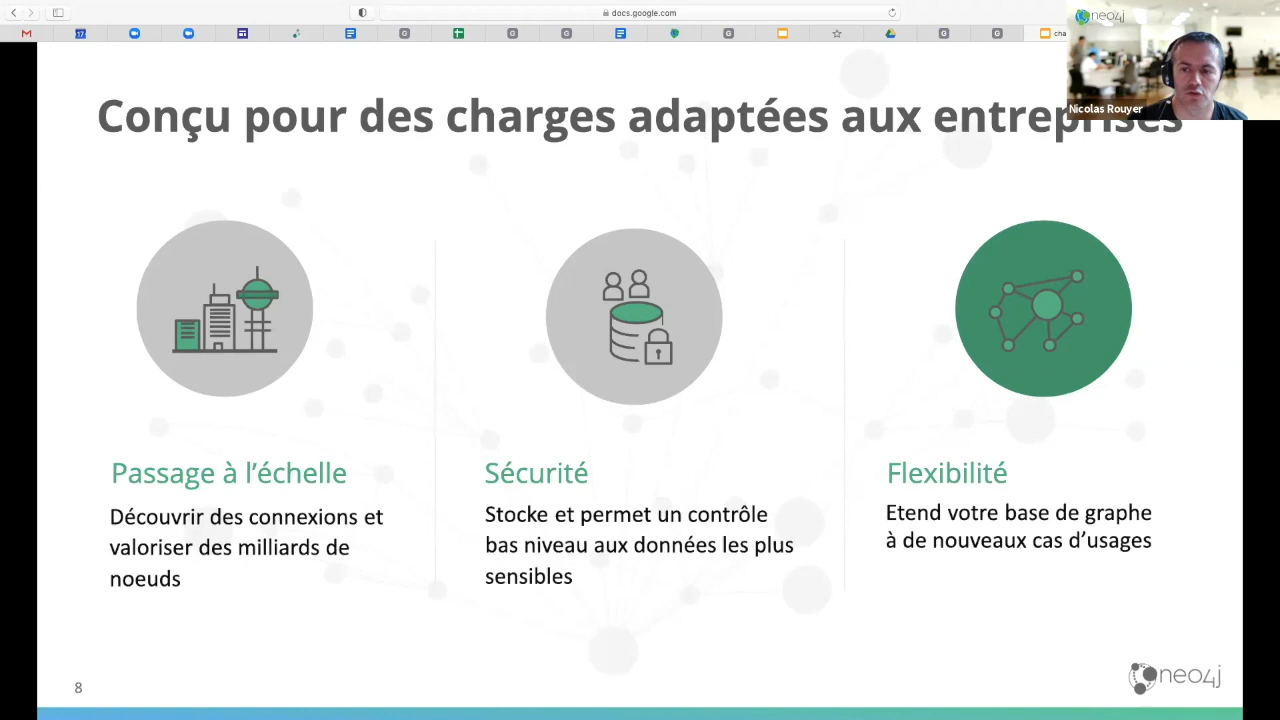 docs.google.com
17
G
G
G
G
G
G
cha
neo4j
Nicolas Rouyer
Conçu pour des charges adaptées aux entreprises
Passage à l'échelle
Découvrir des connexions et
valoriser des milliards de
noeuds
Sécurité
Stocke et permet un contrôle
bas niveau aux données les plus
sensibles
Flexibilité
Etend votre base de graphe
à de nouveaux cas d'usages
8
neo4j